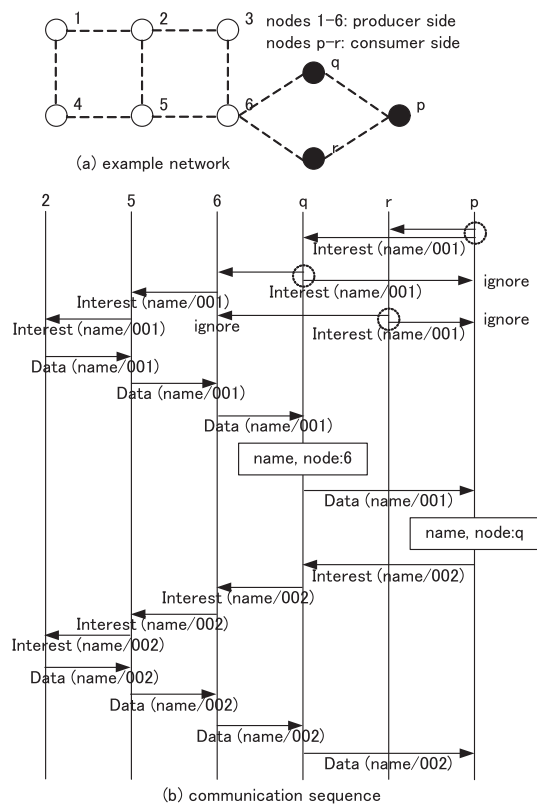 1
2
3
nodes 1-6: producer side
nodes p-r: consumer side
q
4
5
6
p
r
(a) example network
2
5
6
q
r
p
Interest (name/001)
Interest (name/001)
ignore
Interest (name/001)
ignore
Interest (name/001)
Interest (name/001)
ignore
Data (name/001)
Data (name/001)
Data (name/001)
name, node:6
Data (name/001)
name, node:q
Interest (name/002)
Interest (name/002)
Interest (name/002)
Interest (name/002)
Data (name/002)
Data (name/002)
Data (name/002)
Data (name/002)
(b) communication sequence